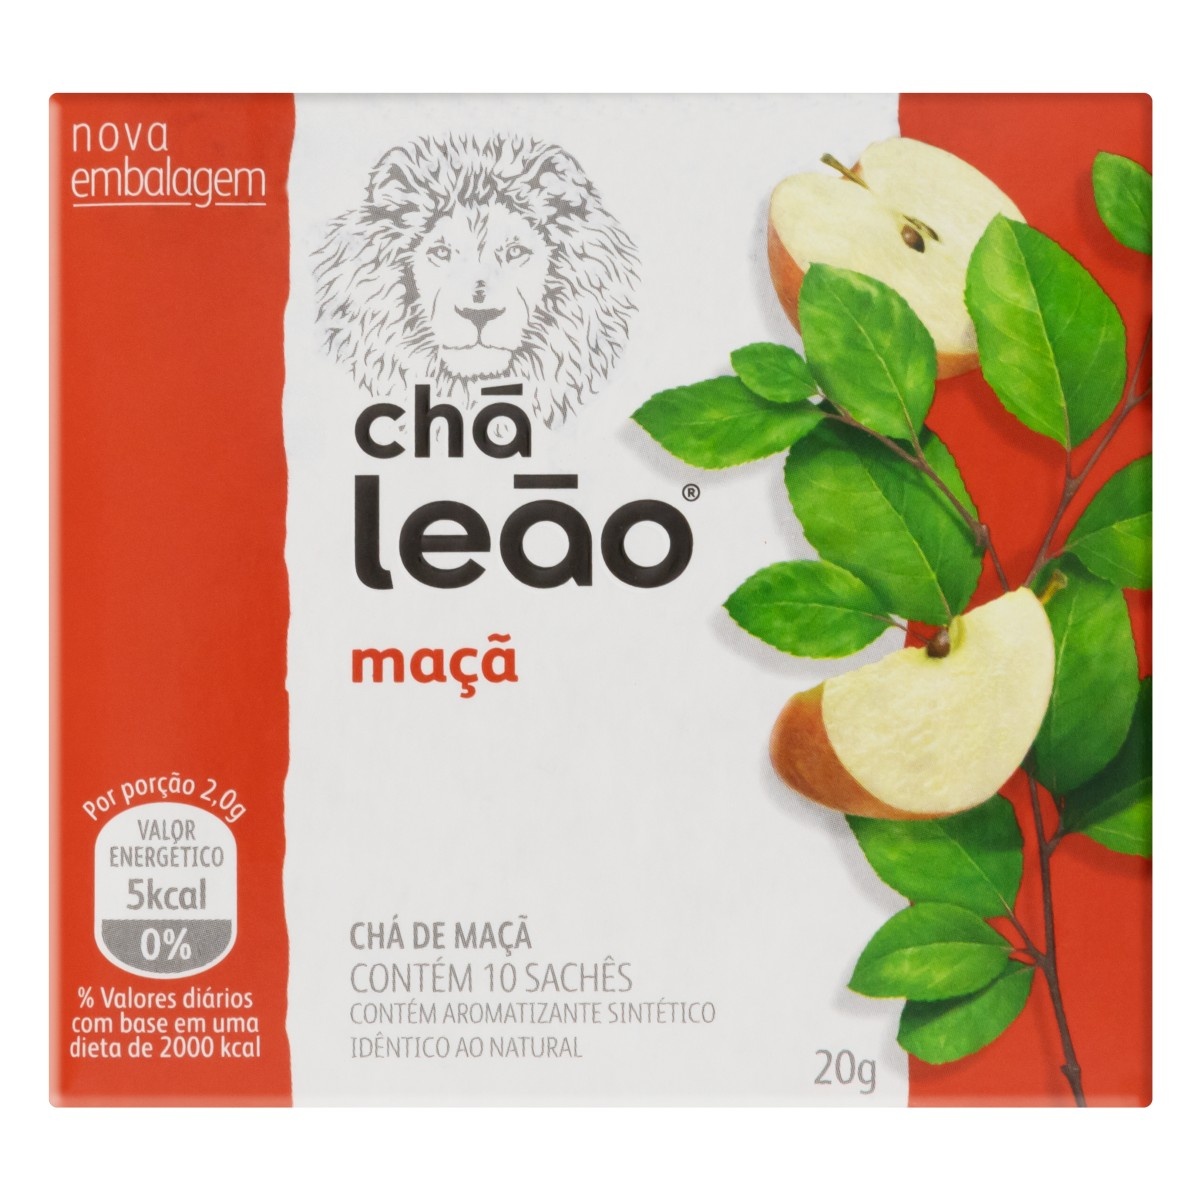 nova
embalagem
chá
leão®
maçã
Por porção 2,0g
VALOR
ENERGÉTICO
5kcal
0%
% Valores diários
com base em uma
dieta de 2000 kcal
CHÁ DE MAÇÃ
CONTÉM 10 SACHÊS
CONTÉM AROMATIZANTE SINTÉTICO
IDÊNTICO AO NATURAL
20g